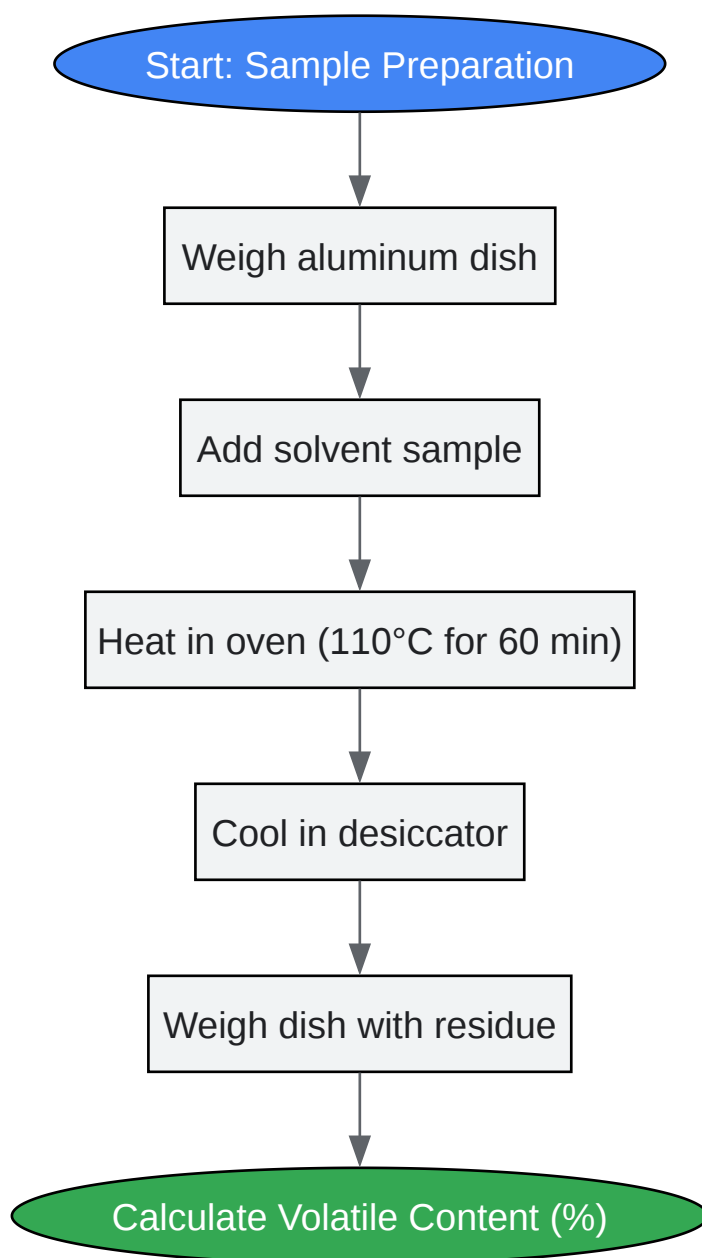 Start: Sample Preparation
Weigh aluminum dish
Add solvent sample
Heat in oven (110°C for 60 min)
Cool in desiccator
Weigh dish with residue
Calculate Volatile Content (%)